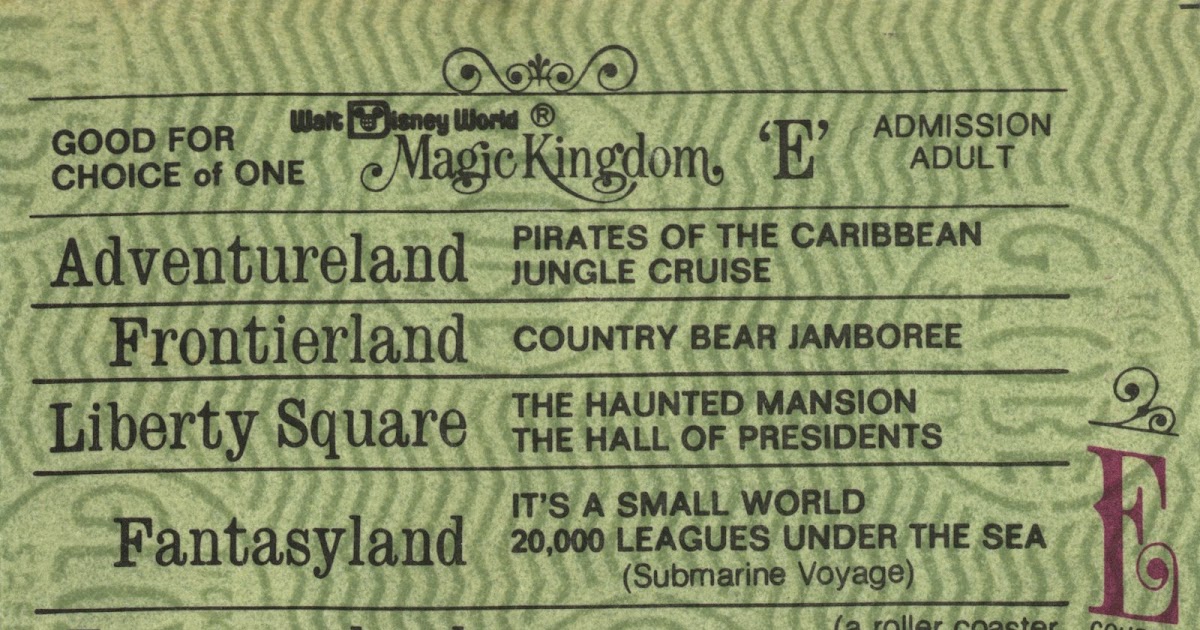 Walt Disney World ®
GOOD FOR
CHOICE of ONE
Magic Kingdom
‘E’
ADMISSION
ADULT
Adventureland
PIRATES OF THE CARIBBEAN
JUNGLE CRUISE
Frontierland
COUNTRY BEAR JAMBOREE
Liberty Square
THE HAUNTED MANSION
THE HALL OF PRESIDENTS
Fantasyland
IT'S A SMALL WORLD
20,000 LEAGUES UNDER THE SEA
(Submarine Voyage)
E
(a roller coaster